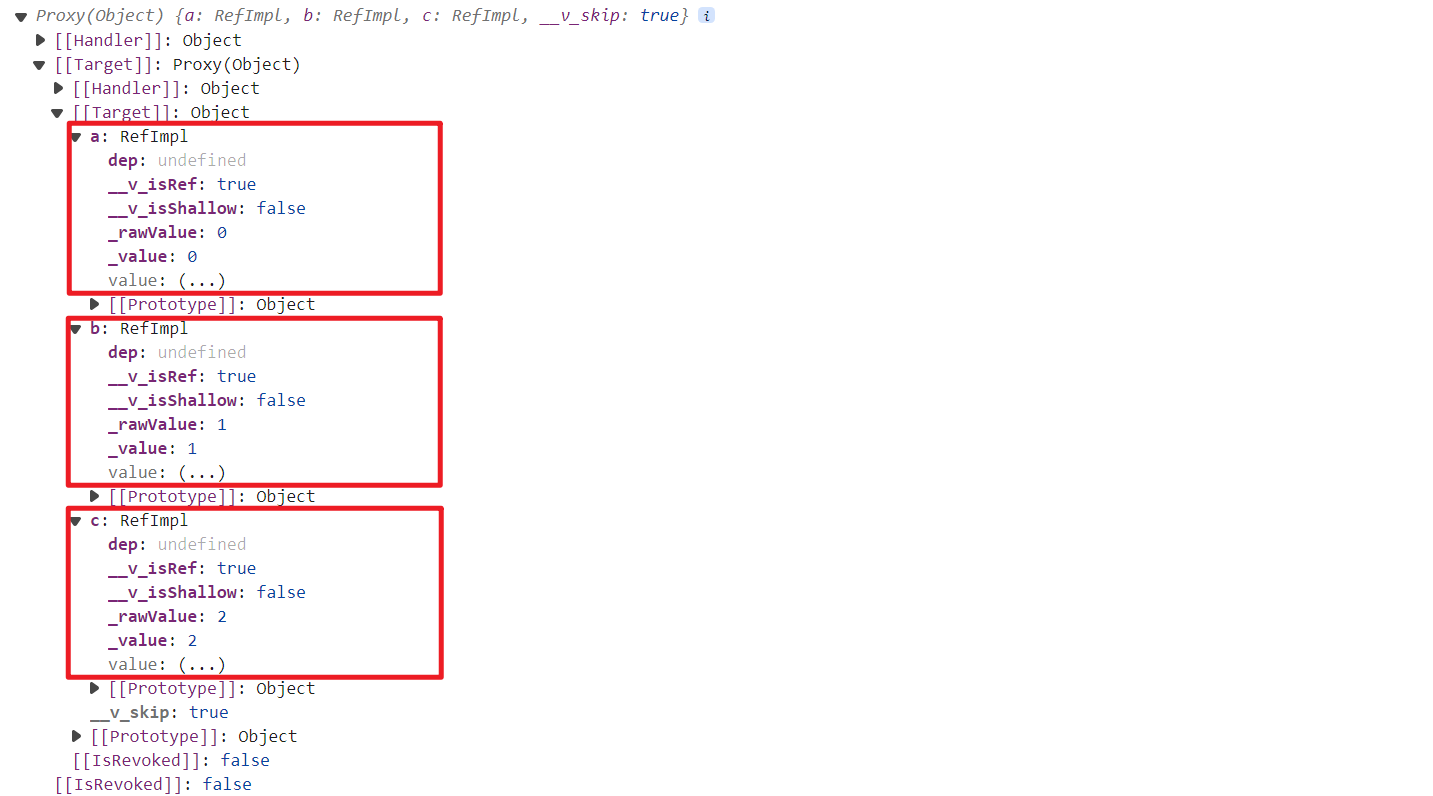 Proxy(Object) {a: RefImpl, b: RefImpl, c: RefImpl, __v_skip: true} i
[[Handler]]: Object
[[Target]]: Proxy(Object)
[[Handler]]: Object
[[Target]]: Object
a: RefImpl
dep: undefined
__v_isRef: true
__v_isShallow: false
_rawValue: 0
_value: 0
value: (...)
[[Prototype]]: Object
b: RefImpl
dep: undefined
__v_isRef: true
__v_isShallow: false
_rawValue: 1
_value: 1
value: (...)
[[Prototype]]: Object
c: RefImpl
dep: undefined
__v_isRef: true
__v_isShallow: false
_rawValue: 2
_value: 2
value: (...)
[[Prototype]]: Object
__v_skip: true
[[Prototype]]: Object
[[IsRevoked]]: false
[[IsRevoked]]: false